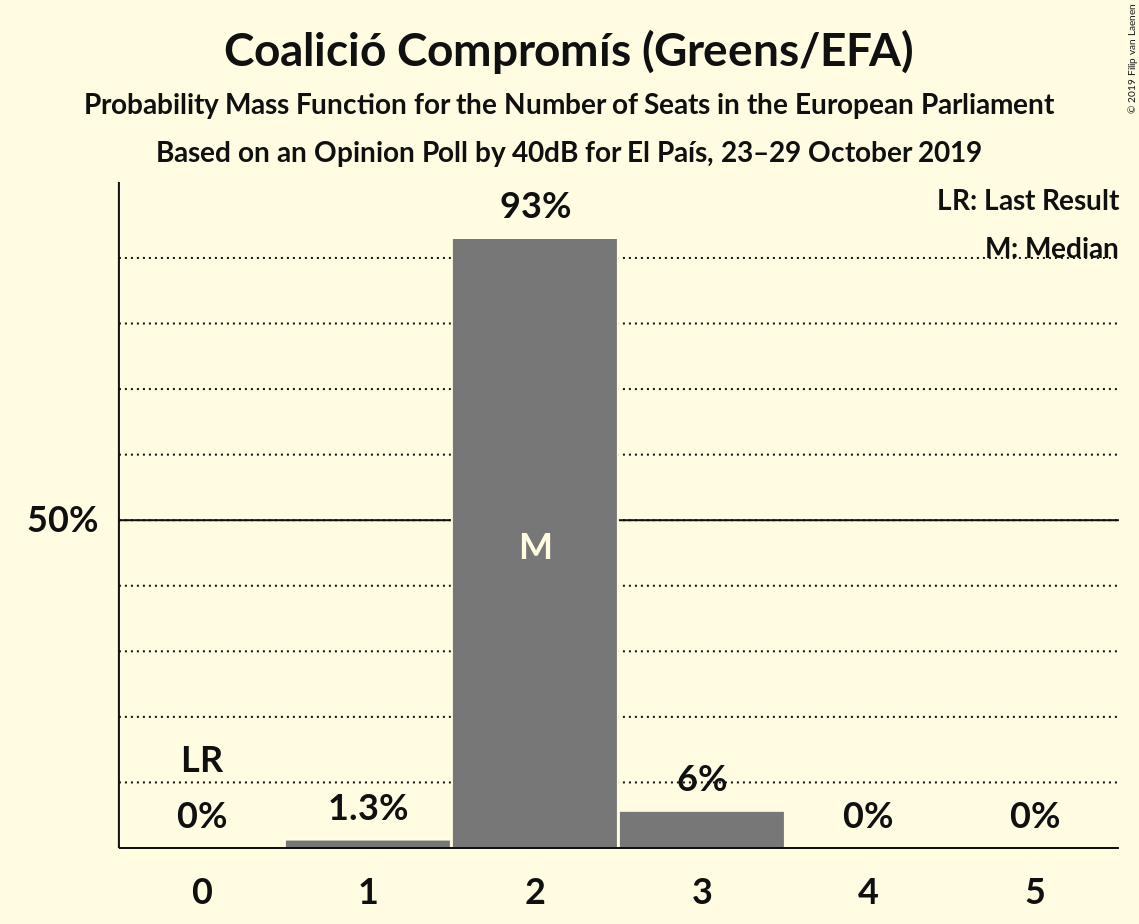 Coalició Compromís (Greens/EFA)
Probability Mass Function for the Number of Seats in the European Parliament
Based on an Opinion Poll by 40dB for El País, 23–29 October 2019
© 2019 Filip van Laenen
LR: Last Result
M: Median
93%
50%
M
LR
0%
1.3%
6%
0%
0%
0 1 2 3 4 5